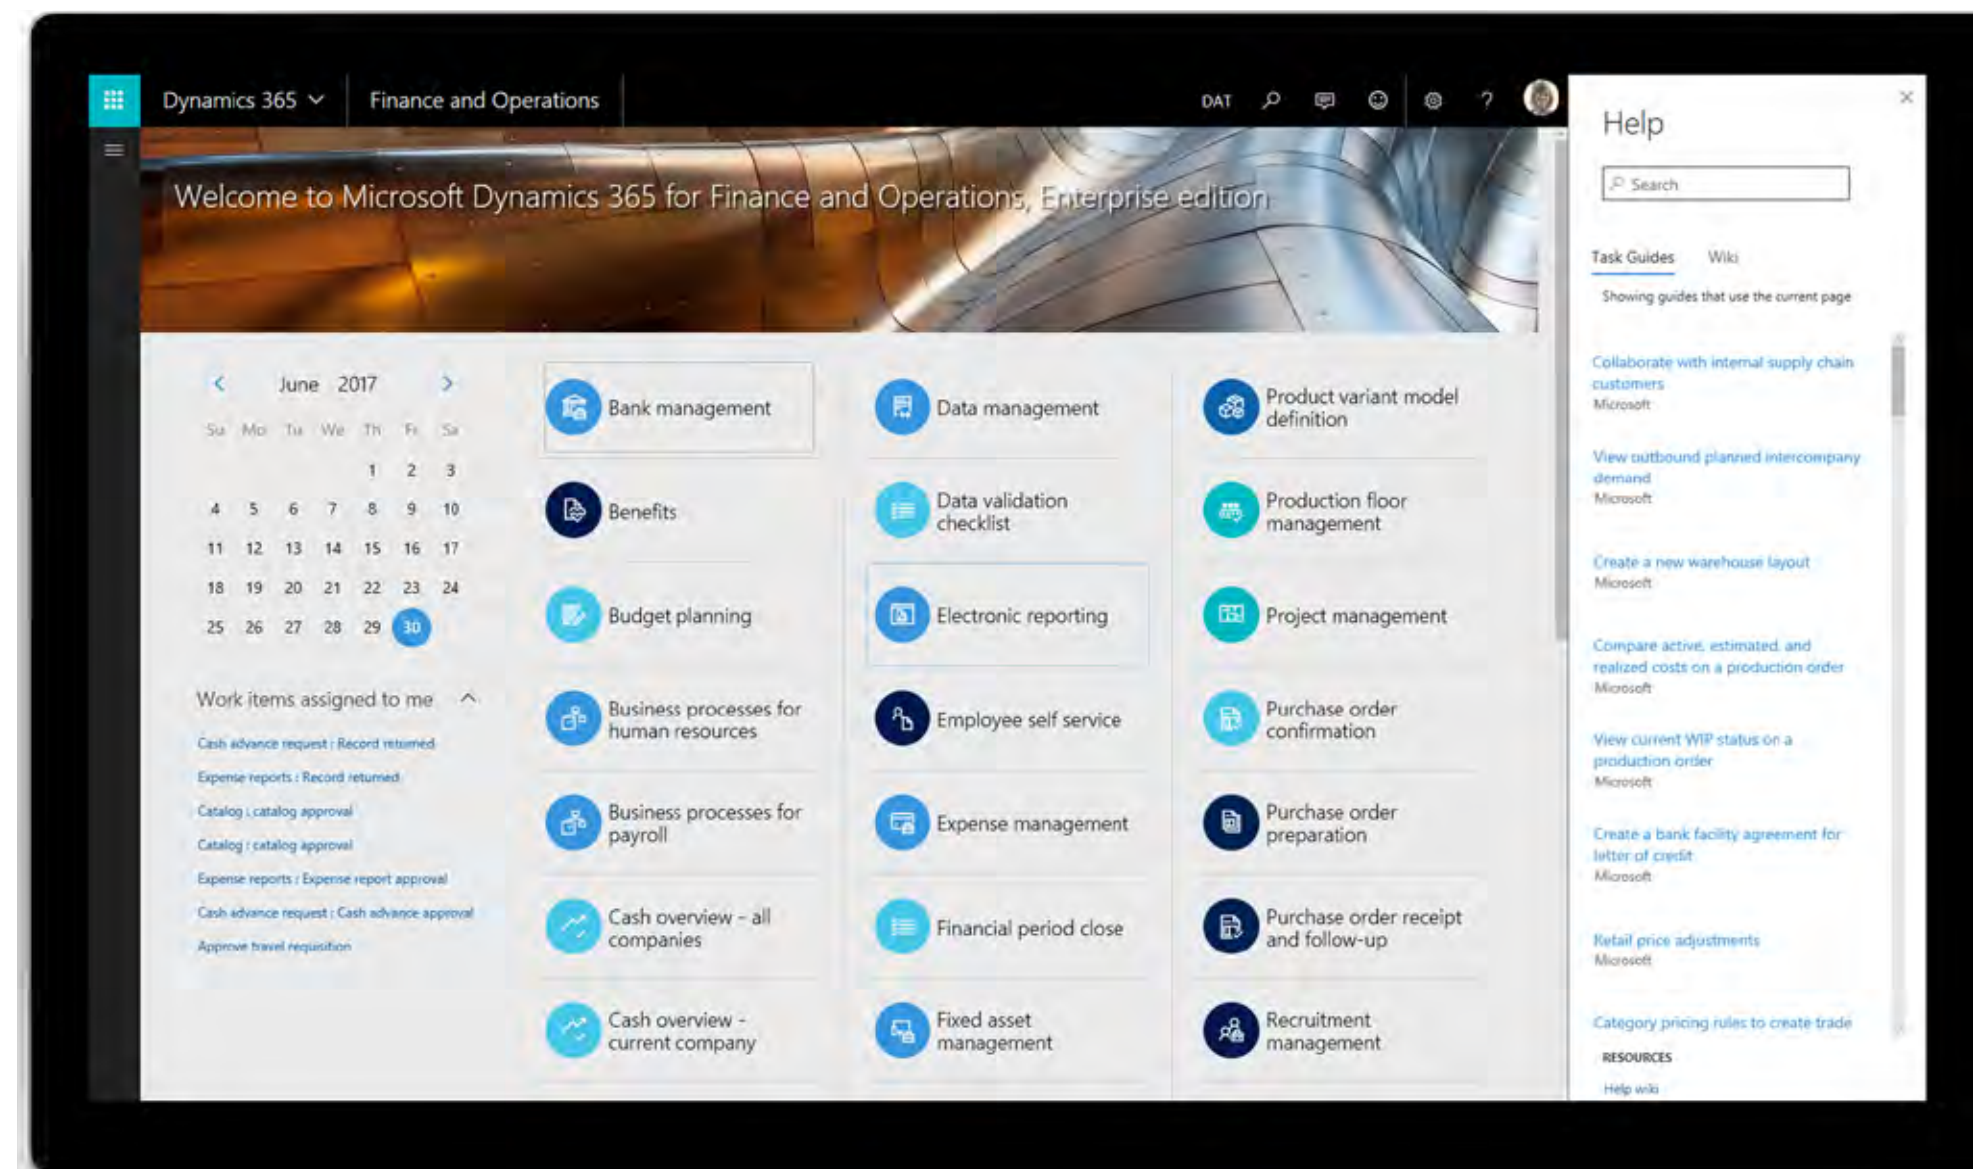 Dynamics 365
Finance and Operations
DAT
?
Welcome to Microsoft Dynamics 365 for Finance and Operations, Enterprise edition
June 2017
Su Mo Tu We Th Fr Sa
1 2 3
4 5 6 7 8 9 10
11 12 13 14 15 16 17
18 19 20 21 22 23 24
25 26 27 28 29 30
Work items assigned to me
Cash advance request : Record returned
Expense reports : Record returned
Catalog : catalog approval
Catalog : catalog approval
Expense reports : Expense report approval
Cash advance request : Cash advance approval
Approve travel requisition
Bank management
Benefits
Budget planning
Business processes for
human resources
Business processes for
payroll
Cash overview - all
companies
Cash overview -
current company
Data management
Data validation
checklist
Electronic reporting
Employee self service
Expense management
Financial period close
Fixed asset
management
Product variant model
definition
Production floor
management
Project management
Purchase order
confirmation
Purchase order
preparation
Purchase order receipt
and follow-up
Recruitment
management
Help
Search
Task Guides
Wiki
Showing guides that use the current page
Collaborate with internal supply chain
customers
Microsoft
View outbound planned intercompany
demand
Microsoft
Create a new warehouse layout
Microsoft
Compare active, estimated, and
realized costs on a production order
Microsoft
View current WIP status on a
production order
Microsoft
Create a bank facility agreement for
letter of credit
Microsoft
Retail price adjustments
Microsoft
Category pricing rules to create trade
RESOURCES
Help wiki